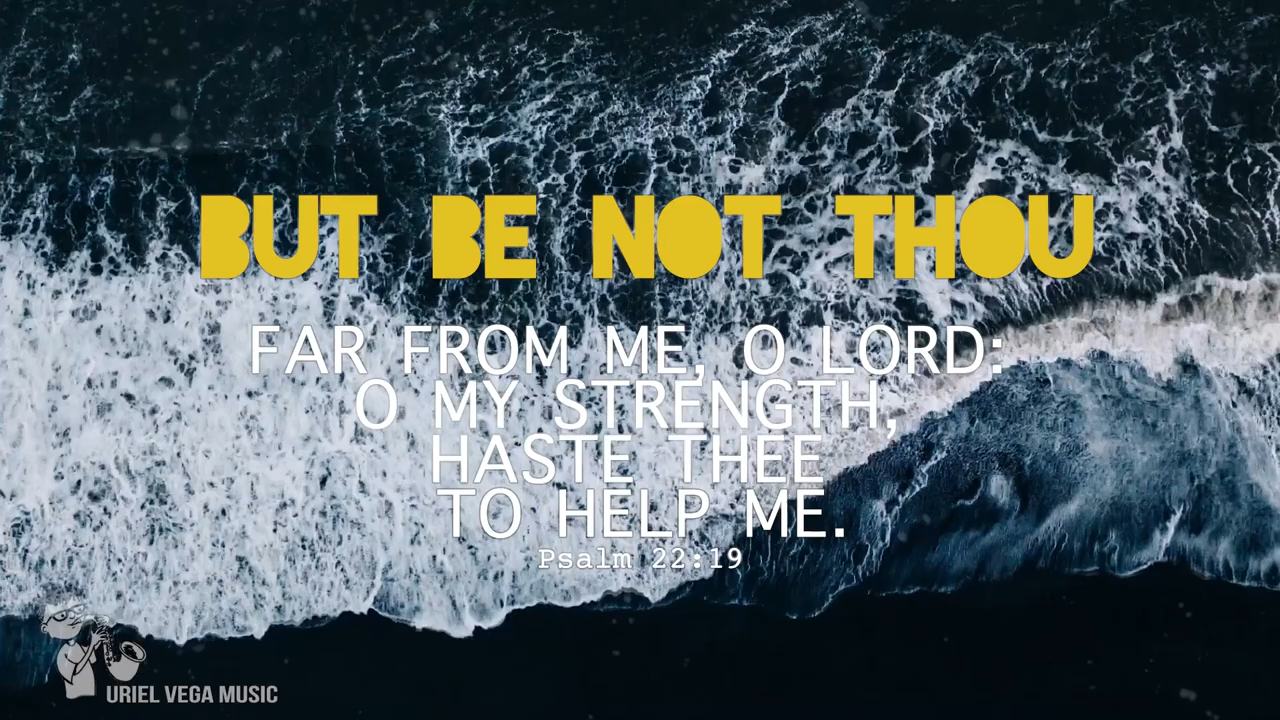 BUT BE NOT THOU
FAR FROM ME, O LORD:
O MY STRENGTH,
HASTE THEE
TO HELP ME.
Psalm 22:19
URIEL VEGA MUSIC